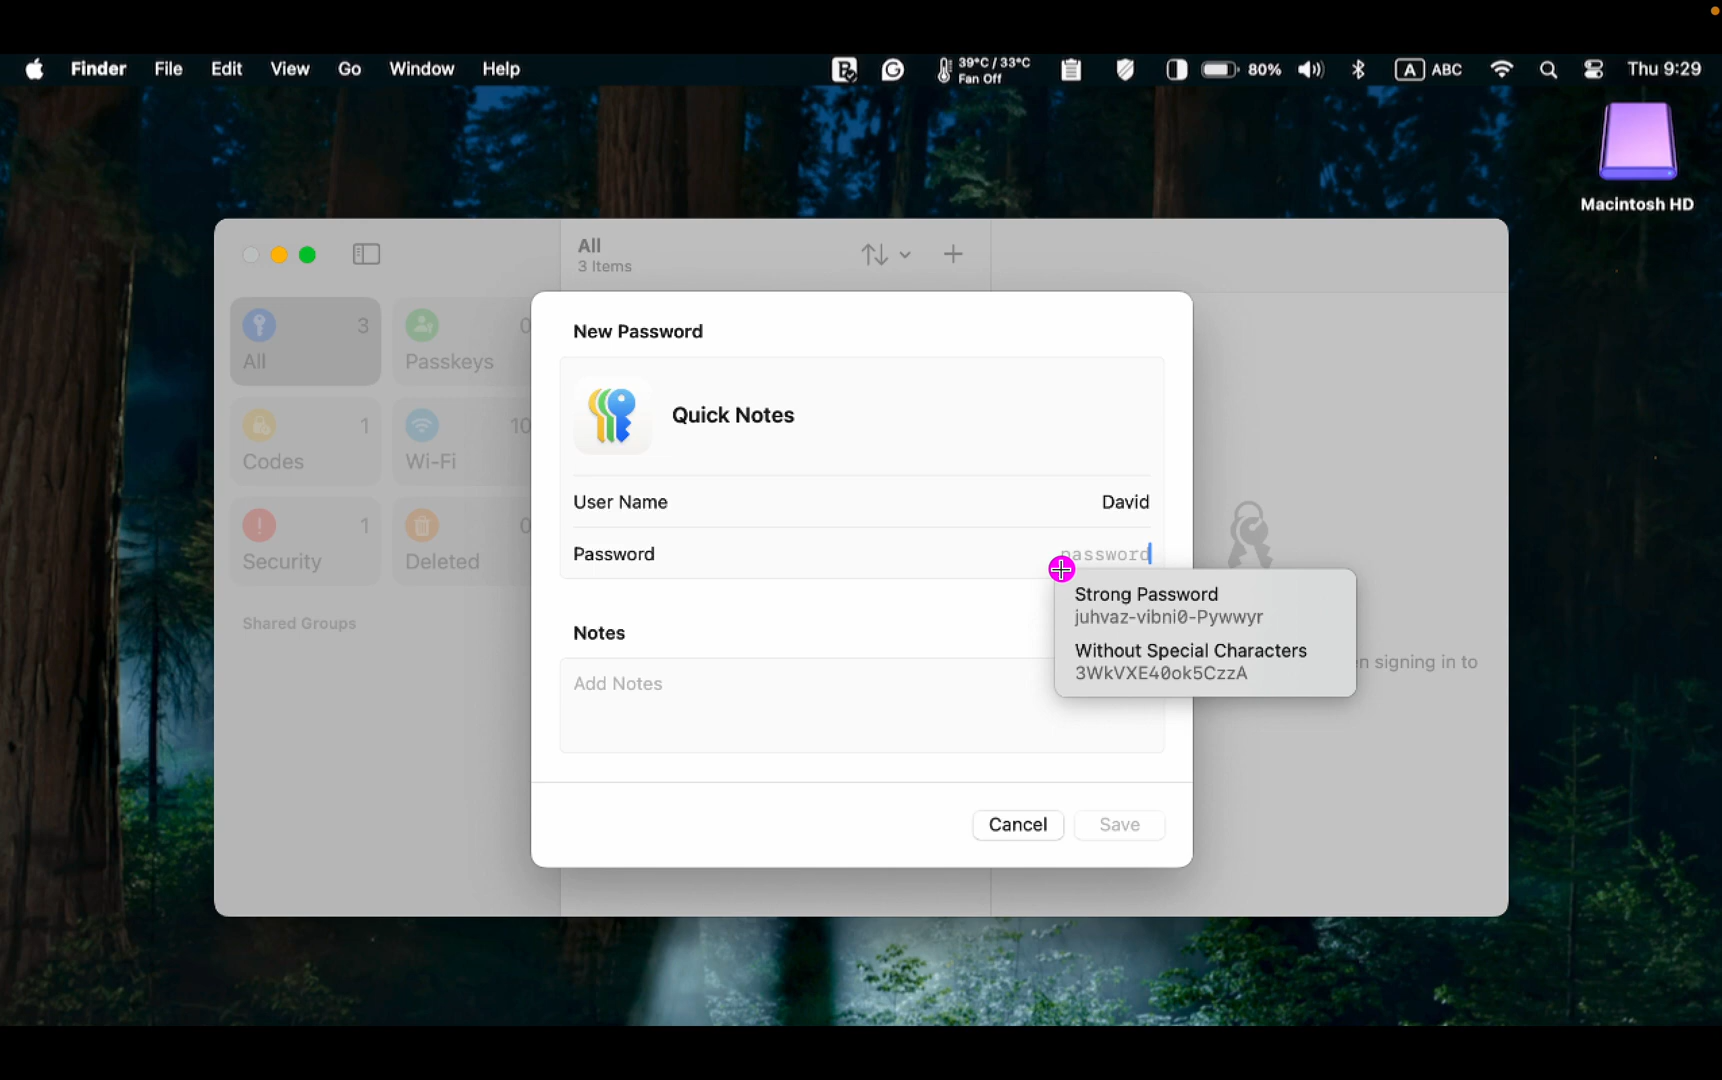 Finder File Edit View Go Window Help 39°C / 33°C 80% A ABC Thu 9:29
Fan Off
Macintosh HD
All
3 Items
3
All
0
Passkeys
1
Codes
10
Wi-Fi
1
Security
0
Deleted
Shared Groups
New Password
Quick Notes
User Name David
Password password
Strong Password
juhvaz-vibni0-Pywwyr
Without Special Characters
3WkVXE40ok5CzzA
Notes
Add Notes
signing in to
Cancel Save